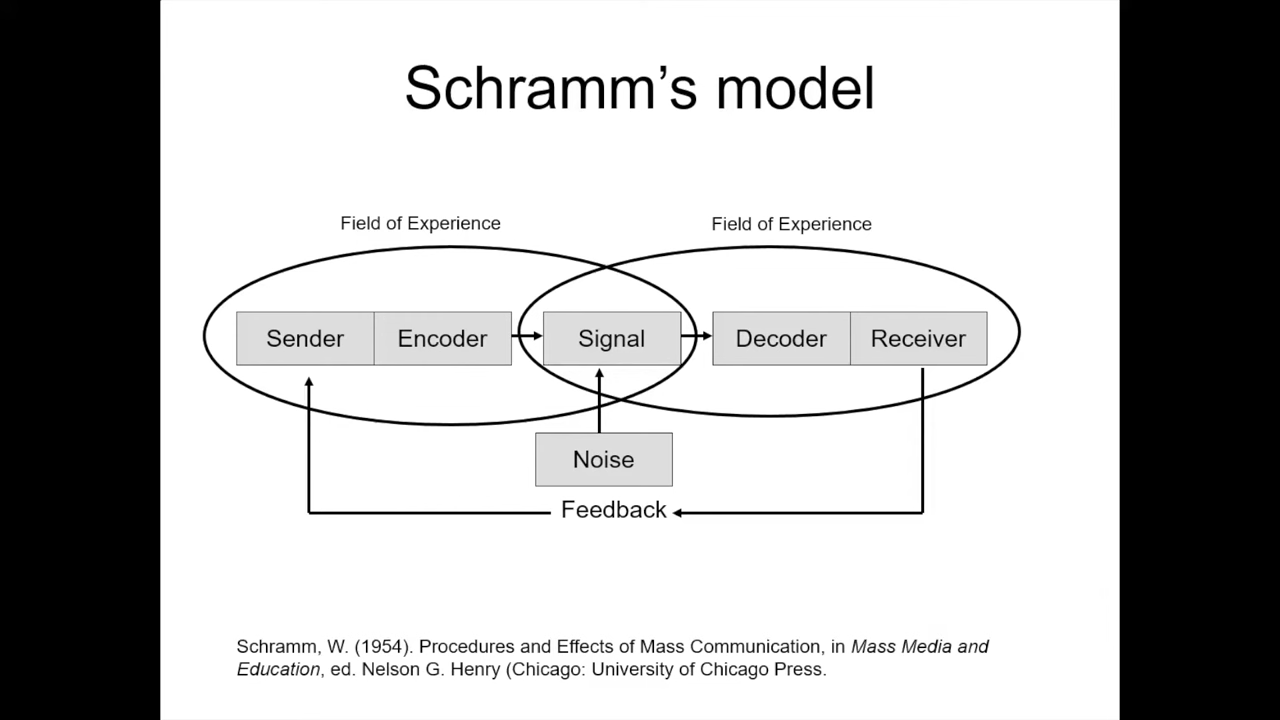 Schramm’s model
Field of Experience
Field of Experience
Sender
Encoder
Signal
Decoder
Receiver
Noise
Feedback
Schramm, W. (1954). Procedures and Effects of Mass Communication, in Mass Media and
Education, ed. Nelson G. Henry (Chicago: University of Chicago Press.